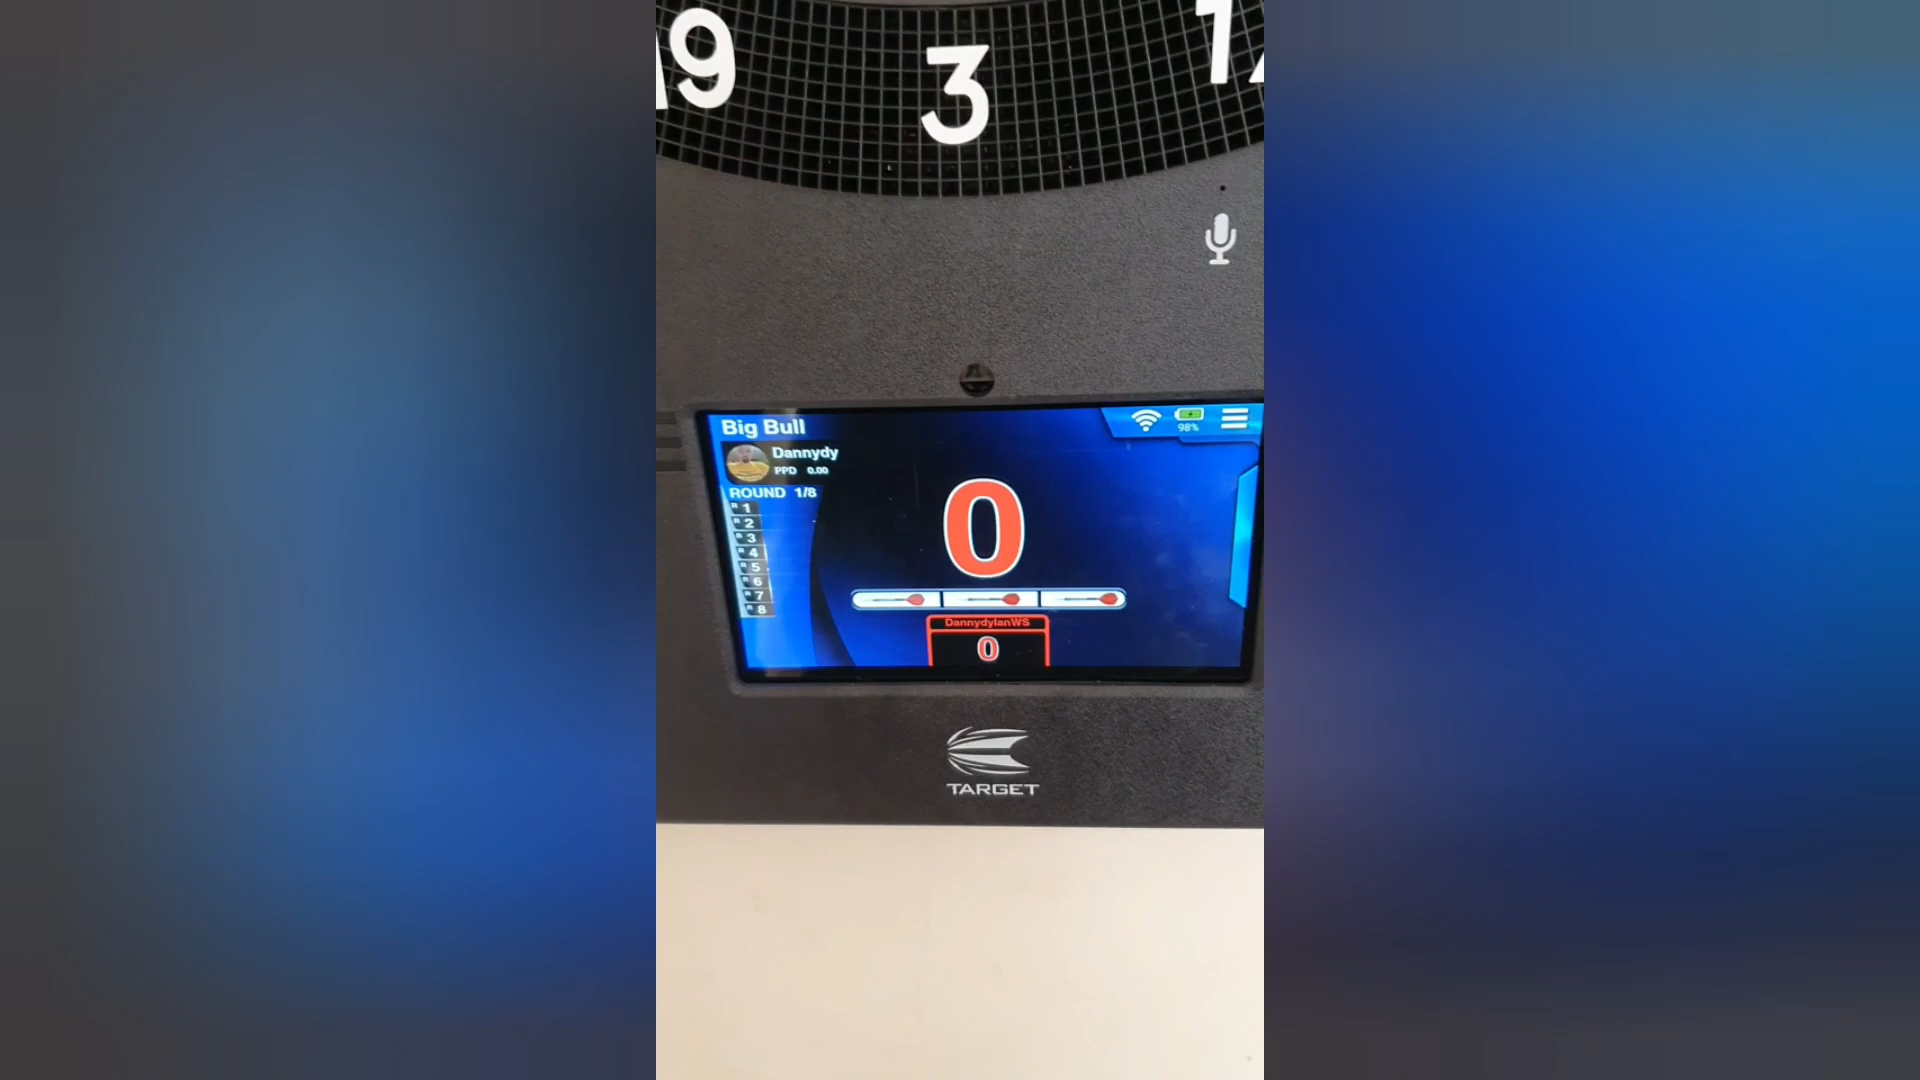 19
3
Big Bull
98%
Dannydy
PPD 0.00
ROUND 1/8
R 1
R 2
R 3
R 4
R 5
R 6
R 7
R 8
0
DannydylanWS
0
TARGET